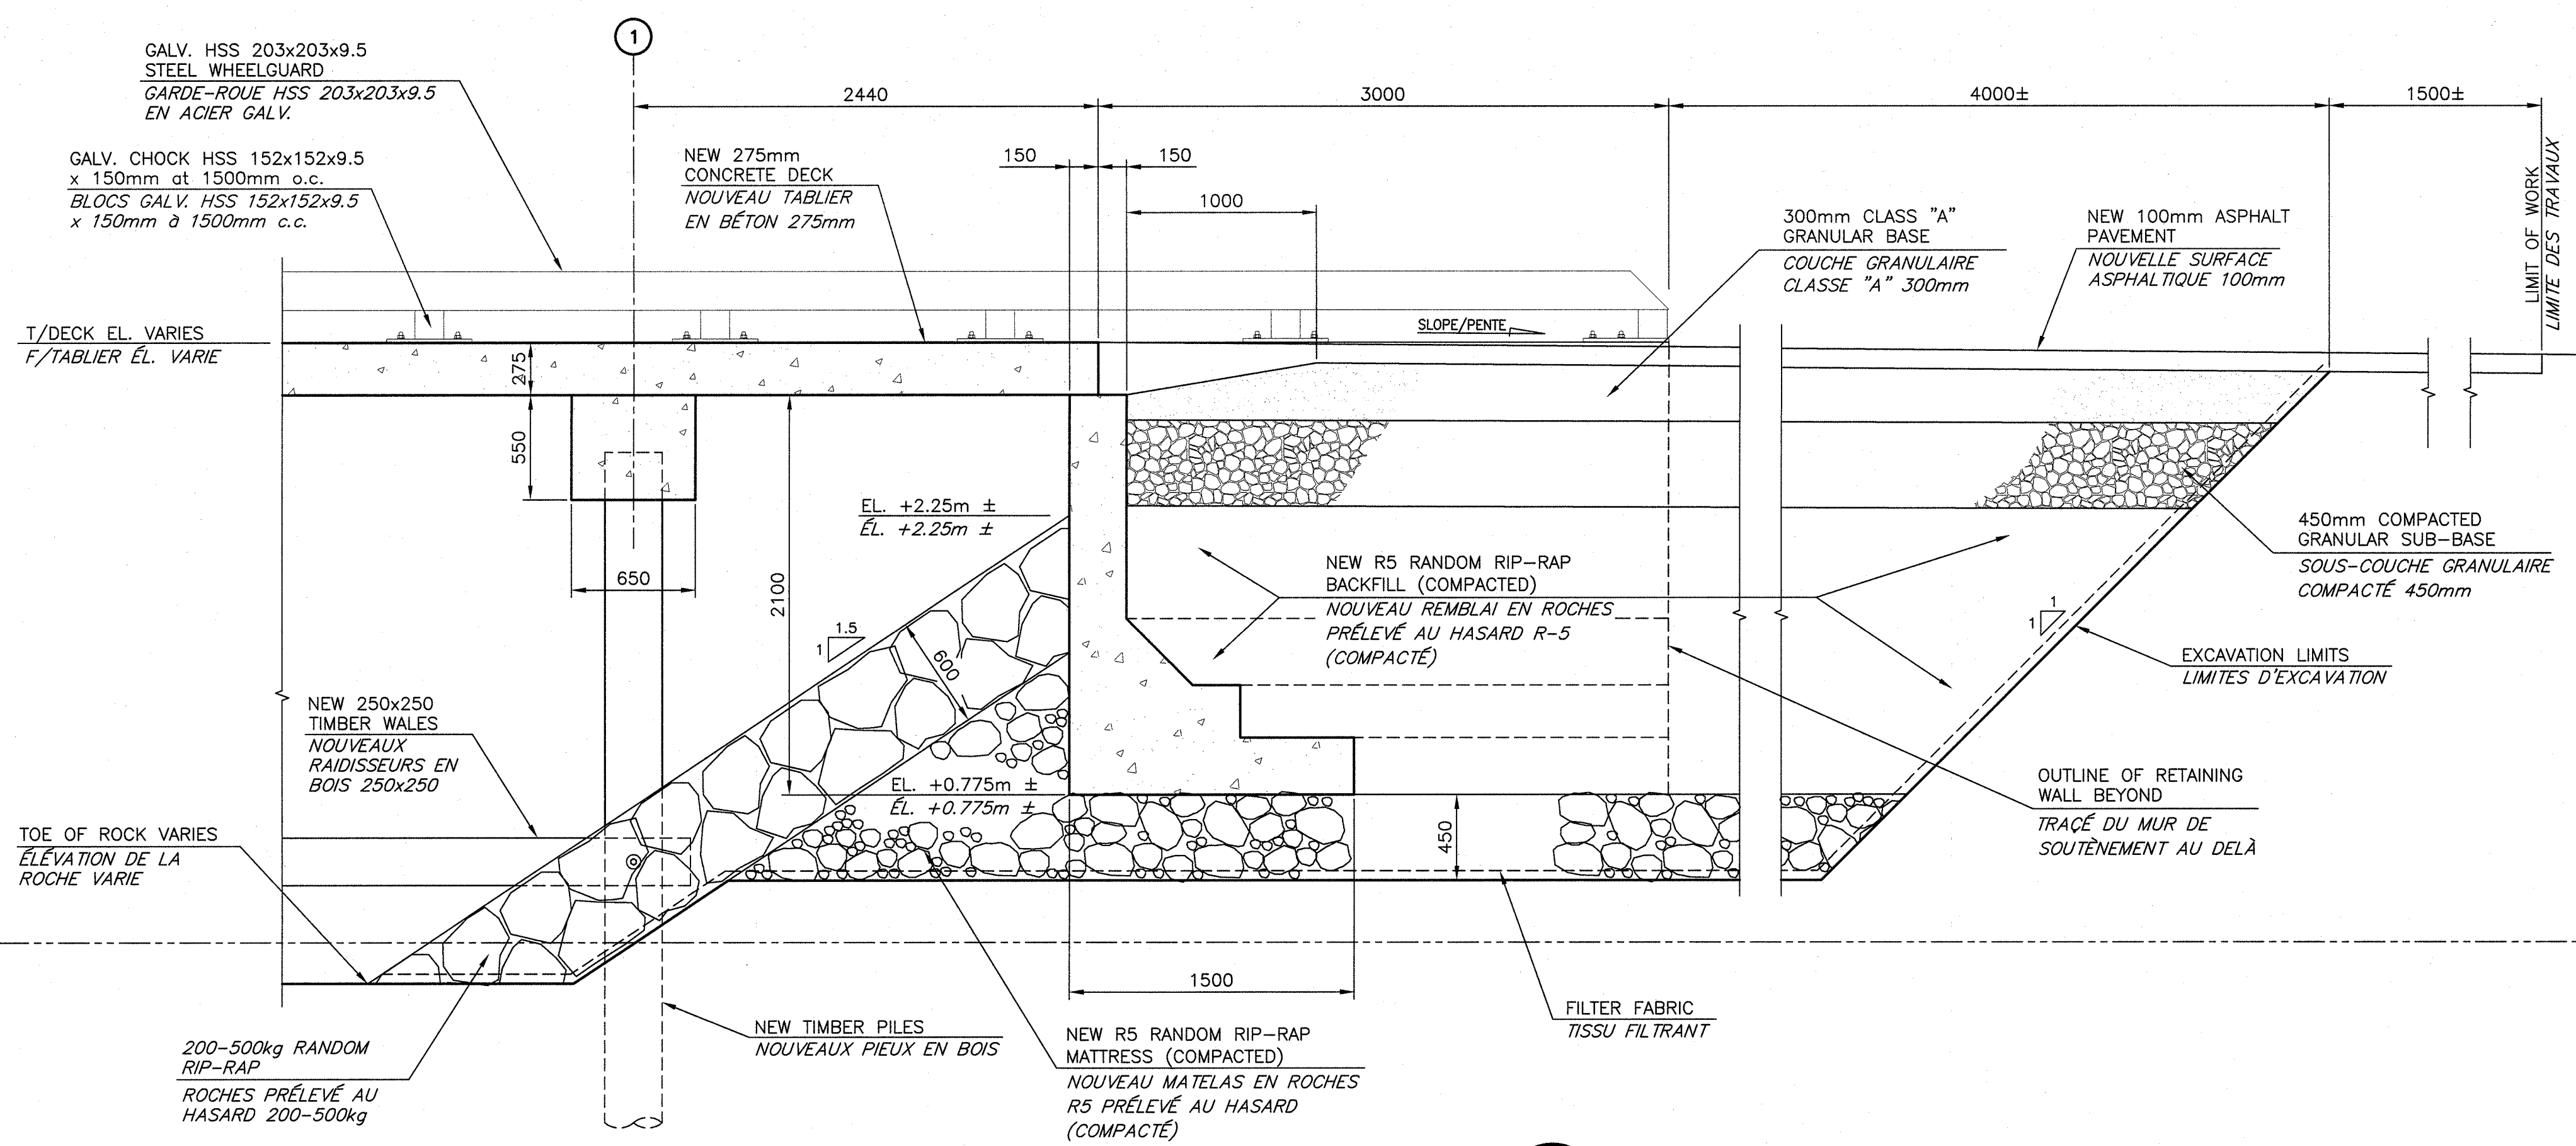 1
GALV. HSS 203x203x9.5
STEEL WHEELGUARD
GARDE-ROUE HSS 203x203x9.5
EN ACIER GALV.
2440
3000
4000±
1500±
GALV. CHOCK HSS 152x152x9.5
x 150mm at 1500mm o.c.
BLOCS GALV. HSS 152x152x9.5
x 150mm à 1500mm c.c.
NEW 275mm
CONCRETE DECK
NOUVEAU TABLIER
EN BÉTON 275mm
150
150
1000
300mm CLASS "A"
GRANULAR BASE
COUCHE GRANULAIRE
CLASSE "A" 300mm
NEW 100mm ASPHALT
PAVEMENT
NOUVELLE SURFACE
ASPHALTIQUE 100mm
LIMIT OF WORK
LIMITE DES TRAVAUX
T/DECK EL. VARIES
F/TABLIER ÉL. VARIE
SLOPE/PENTE
275
550
650
2100
EL. +2.25m ±
ÉL. +2.25m ±
1.5
1
600
NEW R5 RANDOM RIP-RAP
BACKFILL (COMPACTED)
NOUVEAU REMBLAI EN ROCHES
PRÉLEVÉ AU HASARD R-5
(COMPACTÉ)
450mm COMPACTED
GRANULAR SUB-BASE
SOUS-COUCHE GRANULAIRE
COMPACTÉ 450mm
1
1
EXCAVATION LIMITS
LIMITES D'EXCAVATION
NEW 250x250
TIMBER WALES
NOUVEAUX
RAIDISSEURS EN
BOIS 250x250
EL. +0.775m ±
ÉL. +0.775m ±
450
OUTLINE OF RETAINING
WALL BEYOND
TRAÇÉ DU MUR DE
SOUTÈNEMENT AU DELÀ
TOE OF ROCK VARIES
ÉLÉVATION DE LA
ROCHE VARIE
1500
FILTER FABRIC
TISSU FILTRANT
200-500kg RANDOM
RIP-RAP
ROCHES PRÉLEVÉ AU
HASARD 200-500kg
NEW TIMBER PILES
NOUVEAUX PIEUX EN BOIS
NEW R5 RANDOM RIP-RAP
MATTRESS (COMPACTED)
NOUVEAU MATELAS EN ROCHES
R5 PRÉLEVÉ AU HASARD
(COMPACTÉ)